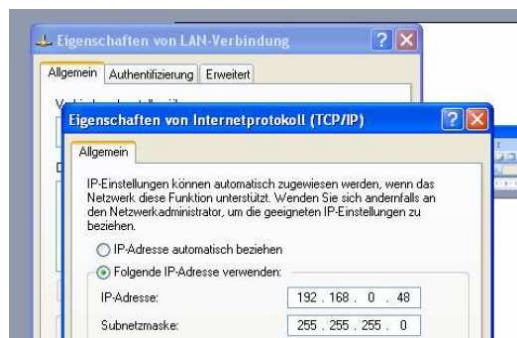 Eigenschaften von LAN-Verbindung
Allgemein Authentifizierung Erweitert
Eigenschaften von Internetprotokoll (TCP/IP)
Allgemein
IP-Einstellungen können automatisch zugewiesen werden, wenn das
Netzwerk diese Funktion unterstützt. Wenden Sie sich andernfalls an
den Netzwerkadministrator, um die geeigneten IP-Einstellungen zu
beziehen.
IP-Adresse automatisch beziehen
Folgende IP-Adresse verwenden:
IP-Adresse: 192 . 168 . 0 . 48
Subnetzmaske: 255 . 255 . 255 . 0